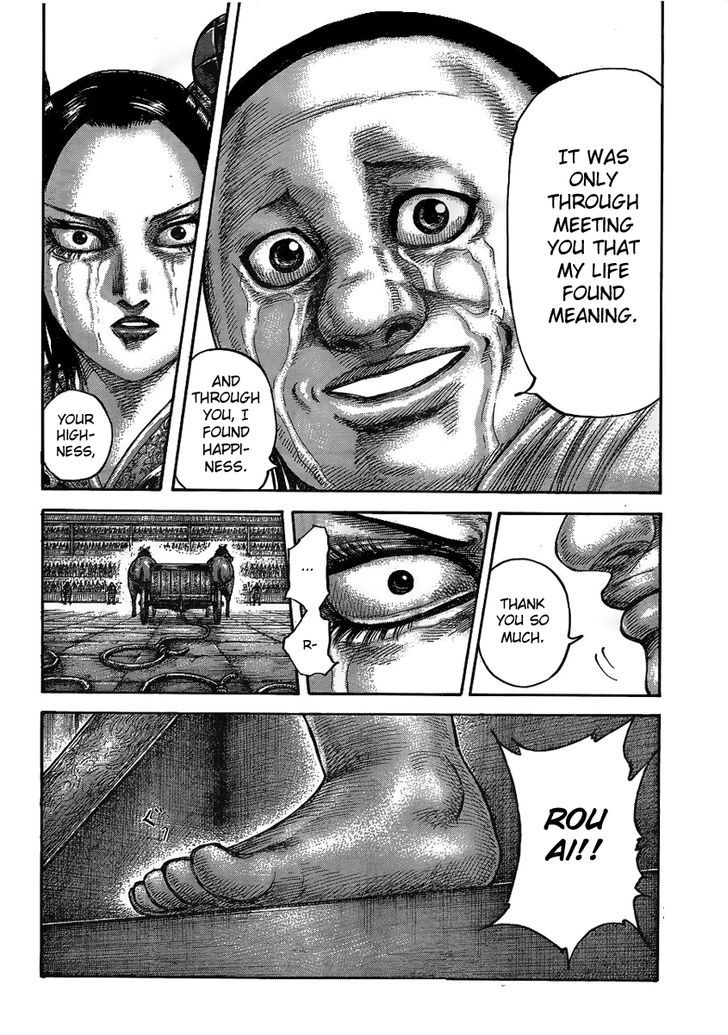 IT WAS
ONLY
THROUGH
MEETING
YOU THAT
MY LIFE
FOUND
MEANING.
AND
THROUGH
YOU, I
FOUND
HAPPI-
NESS.
YOUR
HIGH-
NESS,
THANK
YOU SO
MUCH.
...
R-
ROU
AI!!